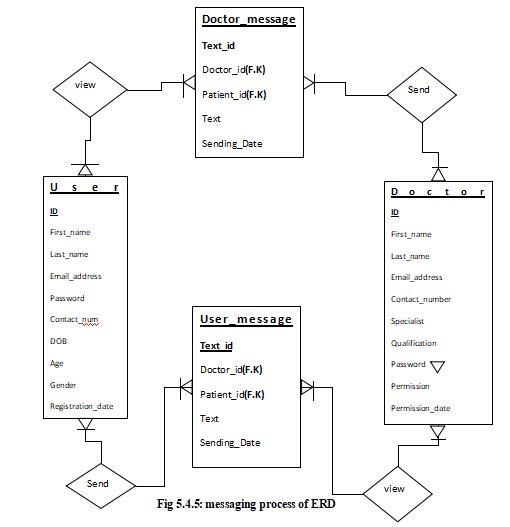 Doctor_message
Text_id
Doctor_id(F.K)
Patient_id(F.K)
Text
Sending_Date
view
Send
User
ID
First_name
Last_name
Email_address
Password
Contact_num
DOB
Age
Gender
Registration_date
Doctor
ID
First_name
Last_name
Email_address
Contact_number
Specialist
Qualification
Password
Permission
Permission_date
User_message
Text_id
Doctor_id(F.K)
Patient_id(F.K)
Text
Sending_Date
Send
view
Fig 5.4.5: messaging process of ERD